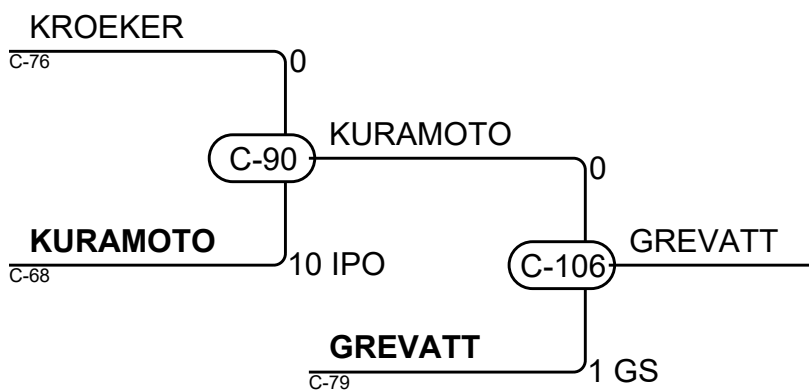 KROEKER
C-76
0
C-90
KURAMOTO
0
KURAMOTO
C-68
10 IPO
C-106
GREVATT
GREVATT
C-79
1 GS